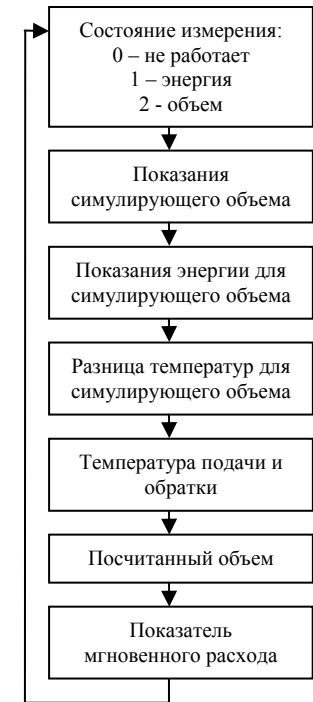 Состояние измерения:
0 – не работает
1 – энергия
2 - объем
Показания
симулирующего объема
Показания энергии для
симулирующего объема
Разница температур для
симулирующего объема
Температура подачи и
обратки
Посчитанный объем
Показатель
мгновенного расхода